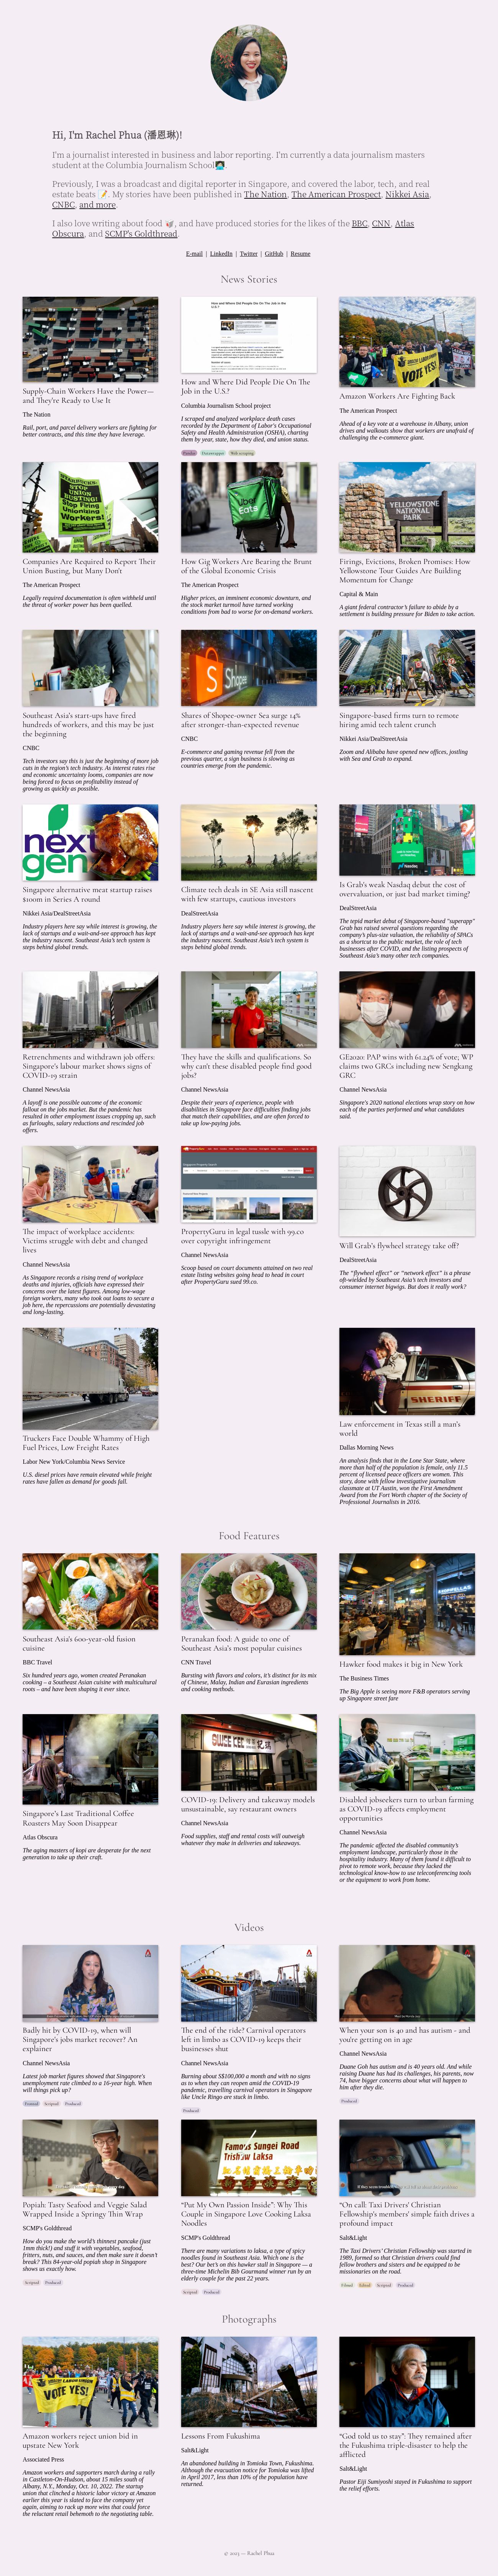 Hi, I'm Rachel Phua (潘恩琳)!
I'm a journalist interested in business and labor reporting. I'm currently a data journalism masters
student at the Columbia Journalism School
Previously, I was a broadcast and digital reporter in Singapore, and covered the labor, tech, and real
estate beats . My stories have been published in The Nation, The American Prospect, Nikkei Asia,
CNBC, and more.
I also love writing about food , and have produced stories for the likes of the BBC, CNN, Atlas
Obscura, and SCMP's Goldthread.
E-mail | LinkedIn | Twitter | GitHub | Resume
News Stories
Supply-Chain Workers Have the Power—
and They're Ready to Use It
The Nation
Rail, port, and parcel delivery workers are fighting for
better contracts, and this time they have leverage.
How and Where Did People Die On The
Job in the U.S.?
Columbia Journalism School project
I scraped and analyzed workplace death cases
recorded by the Department of Labor's Occupational
Safety and Health Administration (OSHA), charting
them by year, state, how they died, and union status.
Pandas Datawrapper Web scraping
VOTE YES!
Amazon Workers Are Fighting Back
The American Prospect
Ahead of a key vote at a warehouse in Albany, union
drives and walkouts show that workers are unafraid of
challenging the e-commerce giant.
STOP
UNION
BUSTING!
Stop Firing
Union
Workers!
Companies Are Required to Report Their
Union Busting, but Many Don't
The American Prospect
Legally required documentation is often withheld until
the threat of worker power has been quelled.
Uber
Eats
How Gig Workers Are Bearing the Brunt
of the Global Economic Crisis
The American Prospect
Higher prices, an imminent economic downturn, and
the stock market turmoil have turned working
conditions from bad to worse for on-demand workers.
YELLOWSTONE
NATIONAL
PARK
Firings, Evictions, Broken Promises: How
Yellowstone Tour Guides Are Building
Momentum for Change
Capital & Main
A giant federal contractor's failure to abide by a
settlement is building pressure for Biden to take action.
Southeast Asia's start-ups have fired
hundreds of workers, and this may be just
the beginning
CNBC
Tech investors say this is just the beginning of more job
cuts in the region's tech industry. As interest rates rise
and economic uncertainty looms, companies are now
being forced to focus on profitability instead of
growing as quickly as possible.
Shopee
Shares of Shopee-owner Sea surge 14%
after stronger-than-expected revenue
CNBC
E-commerce and gaming revenue fell from the
previous quarter, a sign business is slowing as
countries emerge from the pandemic.
Singapore-based firms turn to remote
hiring amid tech talent crunch
Nikkei Asia/DealStreetAsia
Zoom and Alibaba have opened new offices, jostling
with Sea and Grab to expand.
next
gen
Singapore alternative meat startup raises
$100m in Series A round
Nikkei Asia/DealStreetAsia
Industry players here say while interest is growing, the
lack of startups and a wait-and-see approach has kept
the industry nascent. Southeast Asia's tech system is
steps behind global trends.
Climate tech deals in SE Asia still nascent
with few startups, cautious investors
DealStreetAsia
Industry players here say while interest is growing, the
lack of startups and a wait-and-see approach has kept
the industry nascent. Southeast Asia's tech system is
steps behind global trends.
Nasdaq
Is Grab's weak Nasdaq debut the cost of
overvaluation, or just bad market timing?
DealStreetAsia
The tepid market debut of Singapore-based "superapp"
Grab has raised several questions regarding the
company's plus-size valuation, the reliability of SPACs
as a shortcut to the public market, the role of tech
businesses after COVID, and the listing prospects of
Southeast Asia's many other tech companies.
Retrenchments and withdrawn job offers:
Singapore's labour market shows signs of
COVID-19 strain
Channel NewsAsia
A layoff is one possible outcome of the economic
fallout on the job market. But the pandemic has
resulted in other employment issues cropping up, such
as furloughs, salary reductions and rescinded job
offers.
They have the skills and qualifications. So
why can't these disabled people find good
jobs?
Channel NewsAsia
Despite their years of experience, people with
disabilities in Singapore face difficulties finding jobs
that match their capabilities, and are often forced to
take up low-paying jobs.
GE2020: PAP wins with 61.24% of vote; WP
claims two GRCs including new Sengkang
GRC
Channel NewsAsia
Singapore's 2020 national elections wrap story on how
each of the parties performed and what candidates
said.
The impact of workplace accidents:
Victims struggle with debt and changed
lives
Channel NewsAsia
As Singapore records a rising trend of workplace
deaths and injuries, officials have expressed their
concerns over the latest figures. Among low-wage
foreign workers, many who took out loans to secure a
job here, the repercussions are potentially devastating
and long-lasting.
PropertyGuru in legal tussle with 99.co
over copyright infringement
Channel NewsAsia
Scoop based on court documents attained on two real
estate listing websites going head to head in court
after PropertyGuru sued 99.co.
Will Grab's flywheel strategy take off?
DealStreetAsia
The “flywheel effect” or “network effect” is a phrase
oft-wielded by Southeast Asia's tech investors and
consumer internet bigwigs. But does it really work?
Truckers Face Double Whammy of High
Fuel Prices, Low Freight Rates
Labor New York/Columbia News Service
U.S. diesel prices have remain elevated while freight
rates have fallen as demand for goods fall.
SHERIFF
Law enforcement in Texas still a man's
world
Dallas Morning News
An analysis finds that in the Lone Star State, where
more than half of the population is female, only 11.5
percent of licensed peace officers are women. This
story, done with fellow investigative journalism
classmate at UT Austin, won the First Amendment
Award from the Fort Worth chapter of the Society of
Professional Journalists in 2016.
Food Features
Southeast Asia's 600-year-old fusion
cuisine
BBC Travel
Six hundred years ago, women created Peranakan
cooking – a Southeast Asian cuisine with multicultural
roots – and have been shaping it ever since.
Peranakan food: A guide to one of
Southeast Asia's most popular cuisines
CNN Travel
Bursting with flavors and colors, it's distinct for its mix
of Chinese, Malay, Indian and Eurasian ingredients
and cooking methods.
Hawker food makes it big in New York
The Business Times
The Big Apple is seeing more F&B operators serving
up Singapore street fare
Singapore's Last Traditional Coffee
Roasters May Soon Disappear
Atlas Obscura
The aging masters of kopi are desperate for the next
generation to take up their craft.
COVID-19: Delivery and takeaway models
unsustainable, say restaurant owners
Channel NewsAsia
Food supplies, staff and rental costs will outweigh
whatever they make in deliveries and takeaways.
Disabled jobseekers turn to urban farming
as COVID-19 affects employment
opportunities
Channel NewsAsia
The pandemic affected the disabled community's
employment landscape, particularly those in the
hospitality industry. Many of them found it difficult to
pivot to remote work, because they lacked the
technological know-how to use teleconferencing tools
or the equipment to work from home.
Videos
Badly hit by COVID-19, when will
Singapore's jobs market recover? An
explainer
Channel NewsAsia
Latest job market figures showed that Singapore's
unemployment rate climbed to a 16-year high. When
will things pick up?
Fronted Scripted Produced
The end of the ride? Carnival operators
left in limbo as COVID-19 keeps their
businesses shut
Channel NewsAsia
Burning about S$100,000 a month and with no signs
as to when they can reopen amid the COVID-19
pandemic, travelling carnival operators in Singapore
like Uncle Ringo are stuck in limbo.
Produced
When your son is 40 and has autism - and
you're getting on in age
Channel NewsAsia
Duane Goh has autism and is 40 years old. And while
raising Duane has had its challenges, his parents, now
74, have bigger concerns about what will happen to
him after they die.
Produced
Popiah: Tasty Seafood and Veggie Salad
Wrapped Inside a Springy Thin Wrap
SCMP's Goldthread
How do you make the world's thinnest pancake (just
1mm thick!) and stuff it with vegetables, seafood,
fritters, nuts, and sauces, and then make sure it doesn't
break? This 84-year-old popiah shop in Singapore
shows us exactly how.
Scripted Produced
Famous Sungei Road
Trishaw Laksa
“Put My Own Passion Inside”: Why This
Couple in Singapore Love Cooking Laksa
Noodles
SCMP's Goldthread
There are many variations to laksa, a type of spicy
noodles found in Southeast Asia. Which one is the
best? Our bet's on this hawker stall in Singapore — a
three-time Michelin Bib Gourmand winner run by an
elderly couple for the past 22 years.
Scripted Produced
“On call: Taxi Drivers' Christian
Fellowship's members' simple faith drives a
profound impact
Salt&Light
The Taxi Drivers' Christian Fellowship was started in
1989, formed so that Christian drivers could find
fellow brothers and sisters and be equipped to be
missionaries on the road.
Filmed Edited Scripted Produced
Photographs
VOTE YES!
Amazon workers reject union bid in
upstate New York
Associated Press
Amazon workers and supporters march during a rally
in Castleton-On-Hudson, about 15 miles south of
Albany, N.Y., Monday, Oct. 10, 2022. The startup
union that clinched a historic labor victory at Amazon
earlier this year is slated to face the company yet
again, aiming to rack up more wins that could force
the reluctant retail behemoth to the negotiating table.
Lessons From Fukushima
Salt&Light
An abandoned building in Tomioka Town, Fukushima.
Although the evacuation notice for Tomioka was lifted
in April 2017, less than 10% of the population have
returned.
“God told us to stay”: They remained after
the Fukushima triple-disaster to help the
afflicted
Salt&Light
Pastor Eiji Sumiyoshi stayed in Fukushima to support
the relief efforts.
© 2023 — Rachel Phua